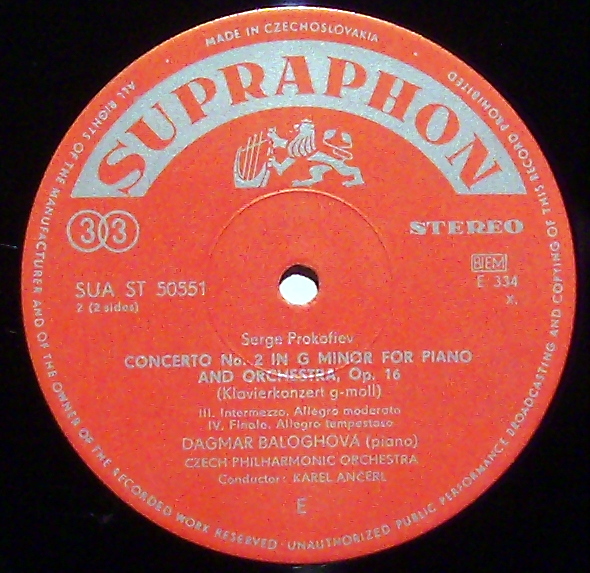 MADE IN CZECHOSLOVAKIA
ALL RIGHTS OF THE MANUFACTURER AND OF THE OWNER OF THE RECORDED WORK RESERVED · UNAUTHORIZED PUBLIC PERFORMANCE BROADCASTING AND COPYING OF THIS RECORD PROHIBITED
SUPRAPHON
33
STEREO
SUA ST 50551
2 (2 sides)
BIEM
E 334
x.
Serge Prokofiev
CONCERTO No. 2 IN G MINOR FOR PIANO
AND ORCHESTRA, Op. 16
(Klavierkonzert g-moll)
III. Intermezzo. Allegro moderato
IV. Finale. Allegro tempestoso
DAGMAR BALOGHOVÁ (piano)
CZECH PHILHARMONIC ORCHESTRA
Conductor: KAREL ANČERL
E